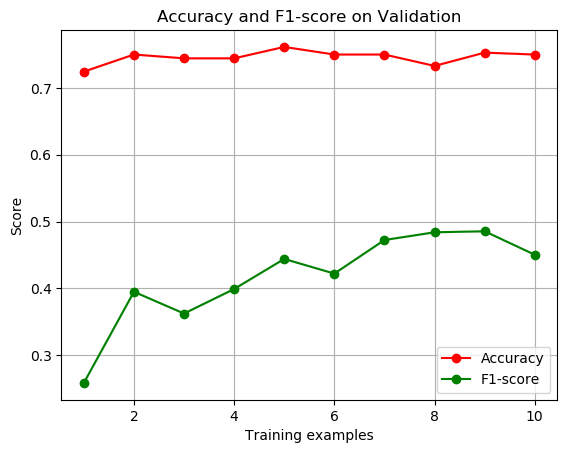 Accuracy and F1-score on Validation
Score
0.7
0.6
0.5
0.4
0.3
2
4
6
8
10
Training examples
Accuracy
F1-score